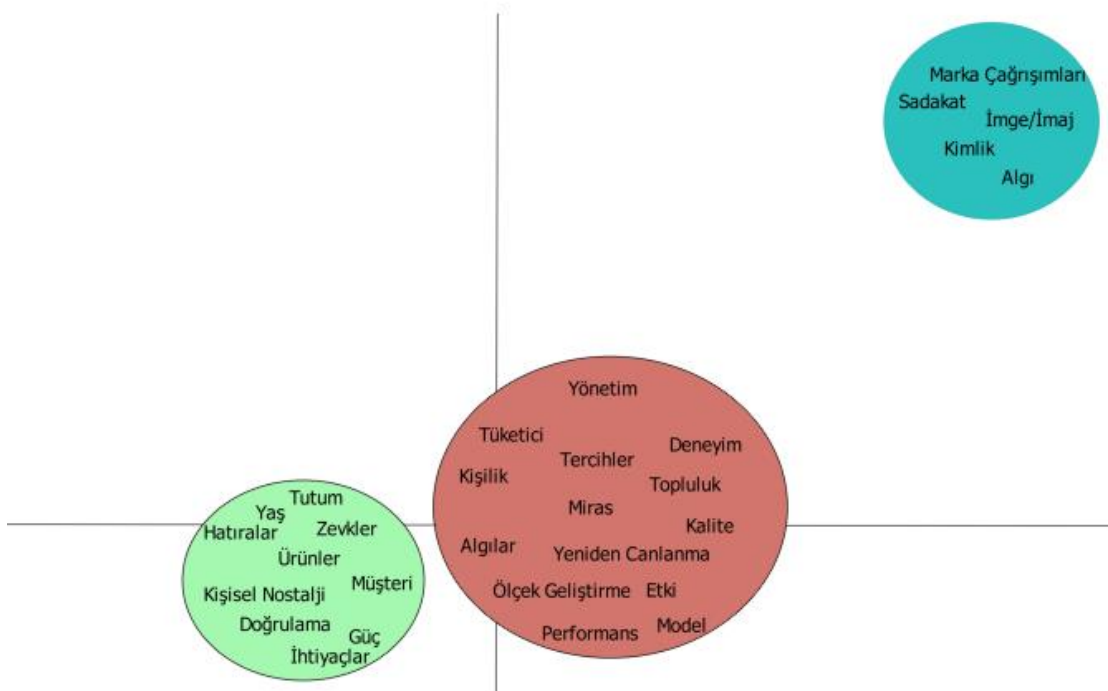 Marka Çağrışımları
Sadakat
İmge/İmaj
Kimlik
Algı
Yönetim
Tüketici
Deneyim
Tercihler
Kişilik
Topluluk
Miras
Kalite
Algılar
Yeniden Canlanma
Ölçek Geliştirme
Etki
Model
Performans
Tutum
Yaş
Zevkler
Hatıralar
Ürünler
Müşteri
Kişisel Nostalji
Doğrulama
Güç
İhtiyaçlar